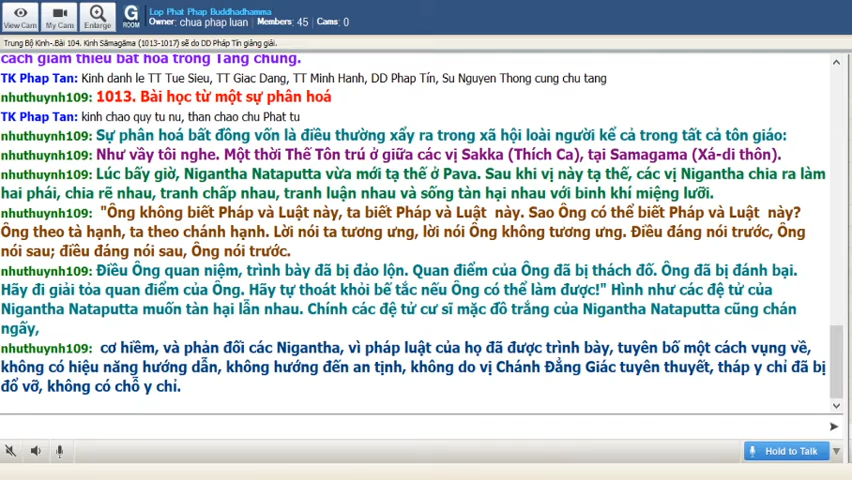 Lop Phat Phap Buddhadhamma
Owner: chua phap luan Members: 45 Cams: 0
View Cam My Cam Enlarge G ROOM
Trung Bộ Kinh-.Bài 104. Kinh Sāmagāma (1013-1017) sẽ do DD Pháp Tín giảng giải.
cách giảm thiểu bất hòa trong Tăng chúng.
TK Phap Tan: Kinh danh le TT Tue Sieu, TT Giac Dang, TT Minh Hanh, DD Pháp Tín, Su Nguyen Thong cung chu tang
nhuthuynh109: 1013. Bài học từ một sự phân hoá
TK Phap Tan: kinh chao quy tu nu, than chao chu Phat tu
nhuthuynh109: Sự phân hoá bất đồng vốn là điều thường xẩy ra trong xã hội loài người kể cả trong tất cả tôn giáo:
nhuthuynh109: Như vầy tôi nghe. Một thời Thế Tôn trú ở giữa các vị Sakka (Thích Ca), tại Samagama (Xá-di thôn).
nhuthuynh109: Lúc bấy giờ, Nigantha Nataputta vừa mới tạ thế ở Pava. Sau khi vị này tạ thế, các vị Nigantha chia ra làm
hai phái, chia rẽ nhau, tranh chấp nhau, tranh luận nhau và sống tàn hại nhau với binh khí miệng lưỡi.
nhuthuynh109: "Ông không biết Pháp và Luật này, ta biết Pháp và Luật này. Sao Ông có thể biết Pháp và Luật này?
Ông theo tà hạnh, ta theo chánh hạnh. Lời nói ta tương ưng, lời nói Ông không tương ưng. Điều đáng nói trước, Ông
nói sau; điều đáng nói sau, Ông nói trước.
nhuthuynh109: Điều Ông quan niệm, trình bày đã bị đảo lộn. Quan điểm của Ông đã bị thách đố. Ông đã bị đánh bại.
Hãy đi giải tỏa quan điểm của Ông. Hãy tự thoát khỏi bế tắc nếu Ông có thể làm được!" Hình như các đệ tử của
Nigantha Nataputta muốn tàn hại lẫn nhau. Chính các đệ tử cư sĩ mặc đồ trắng của Nigantha Nataputta cũng chán
ngấy,
nhuthuynh109: cơ hiềm, và phản đối các Nigantha, vì pháp luật của họ đã được trình bày, tuyên bố một cách vụng về,
không có hiệu năng hướng dẫn, không hướng đến an tịnh, không do vị Chánh Đẳng Giác tuyên thuyết, tháp y chỉ đã bị
đổ vỡ, không có chỗ y chỉ.
Hold to Talk